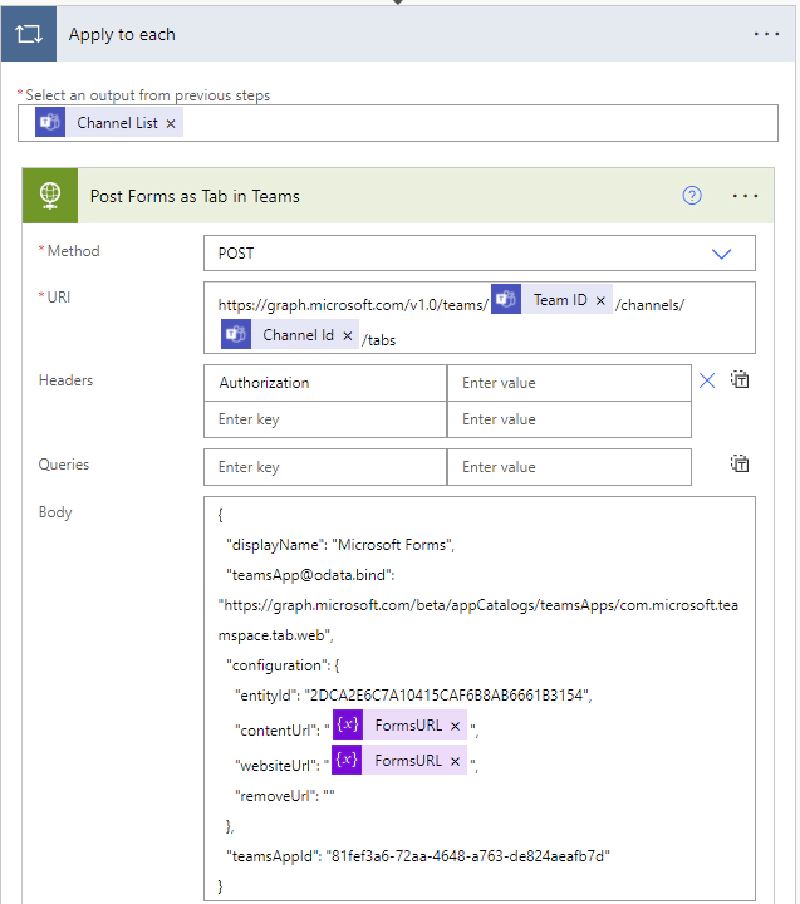 Apply to each
...
*Select an output from previous steps
Channel List ×
Post Forms as Tab in Teams ? ...
*Method POST
*URI https://graph.microsoft.com/v1.0/teams/ Team ID × /channels/
Channel Id × /tabs
Headers Authorization Enter value
Enter key Enter value
Queries Enter key Enter value
Body {
"displayName": "Microsoft Forms",
"teamsApp@odata.bind":
"https://graph.microsoft.com/beta/appCatalogs/teamsApps/com.microsoft.tea
mspace.tab.web",
"configuration": {
"entityId": "2DCA2E6C7A10415CAF6B8AB6661B3154",
"contentUrl": " {x} FormsURL × ",
"websiteUrl": " {x} FormsURL × ",
"removeUrl": ""
},
"teamsAppId": "81fef3a6-72aa-4648-a763-de824aeafb7d"
}